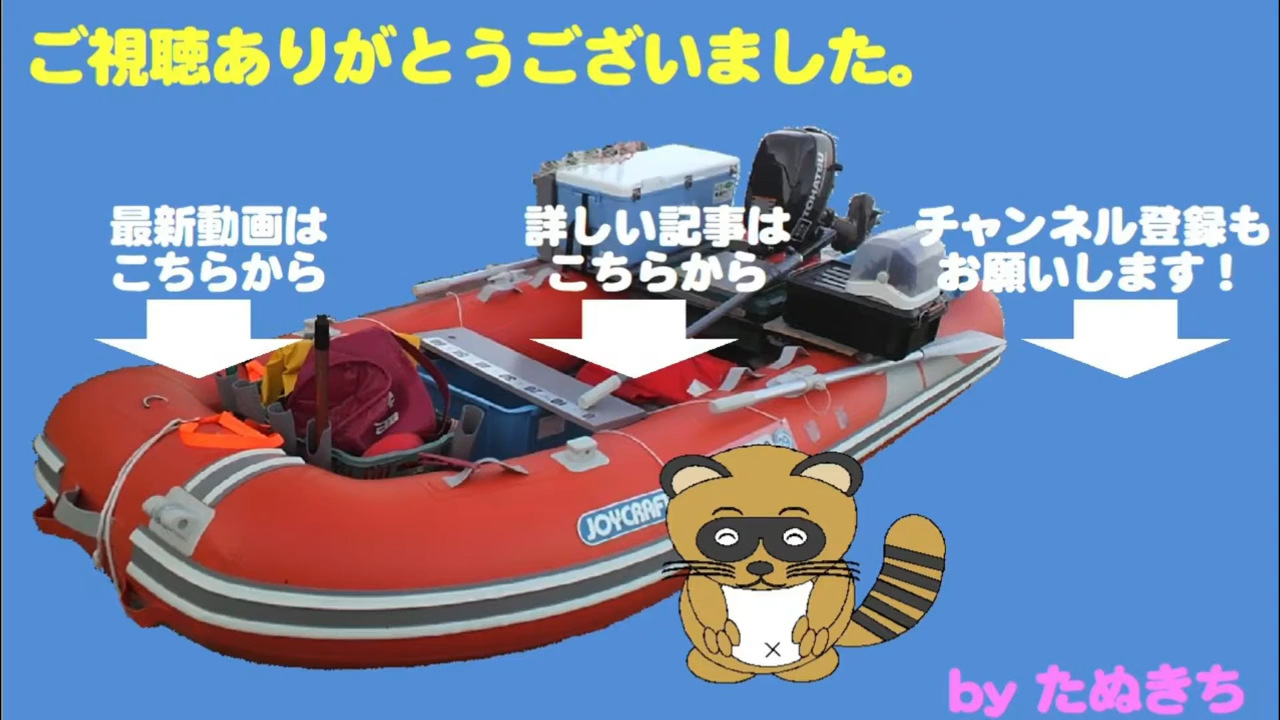 ご視聴ありがとうございました。
最新動画は
こちらから
詳しい記事は
こちらから
チャンネル登録も
お願いします!
TOHATSU
JOYCRAF
by たぬきち